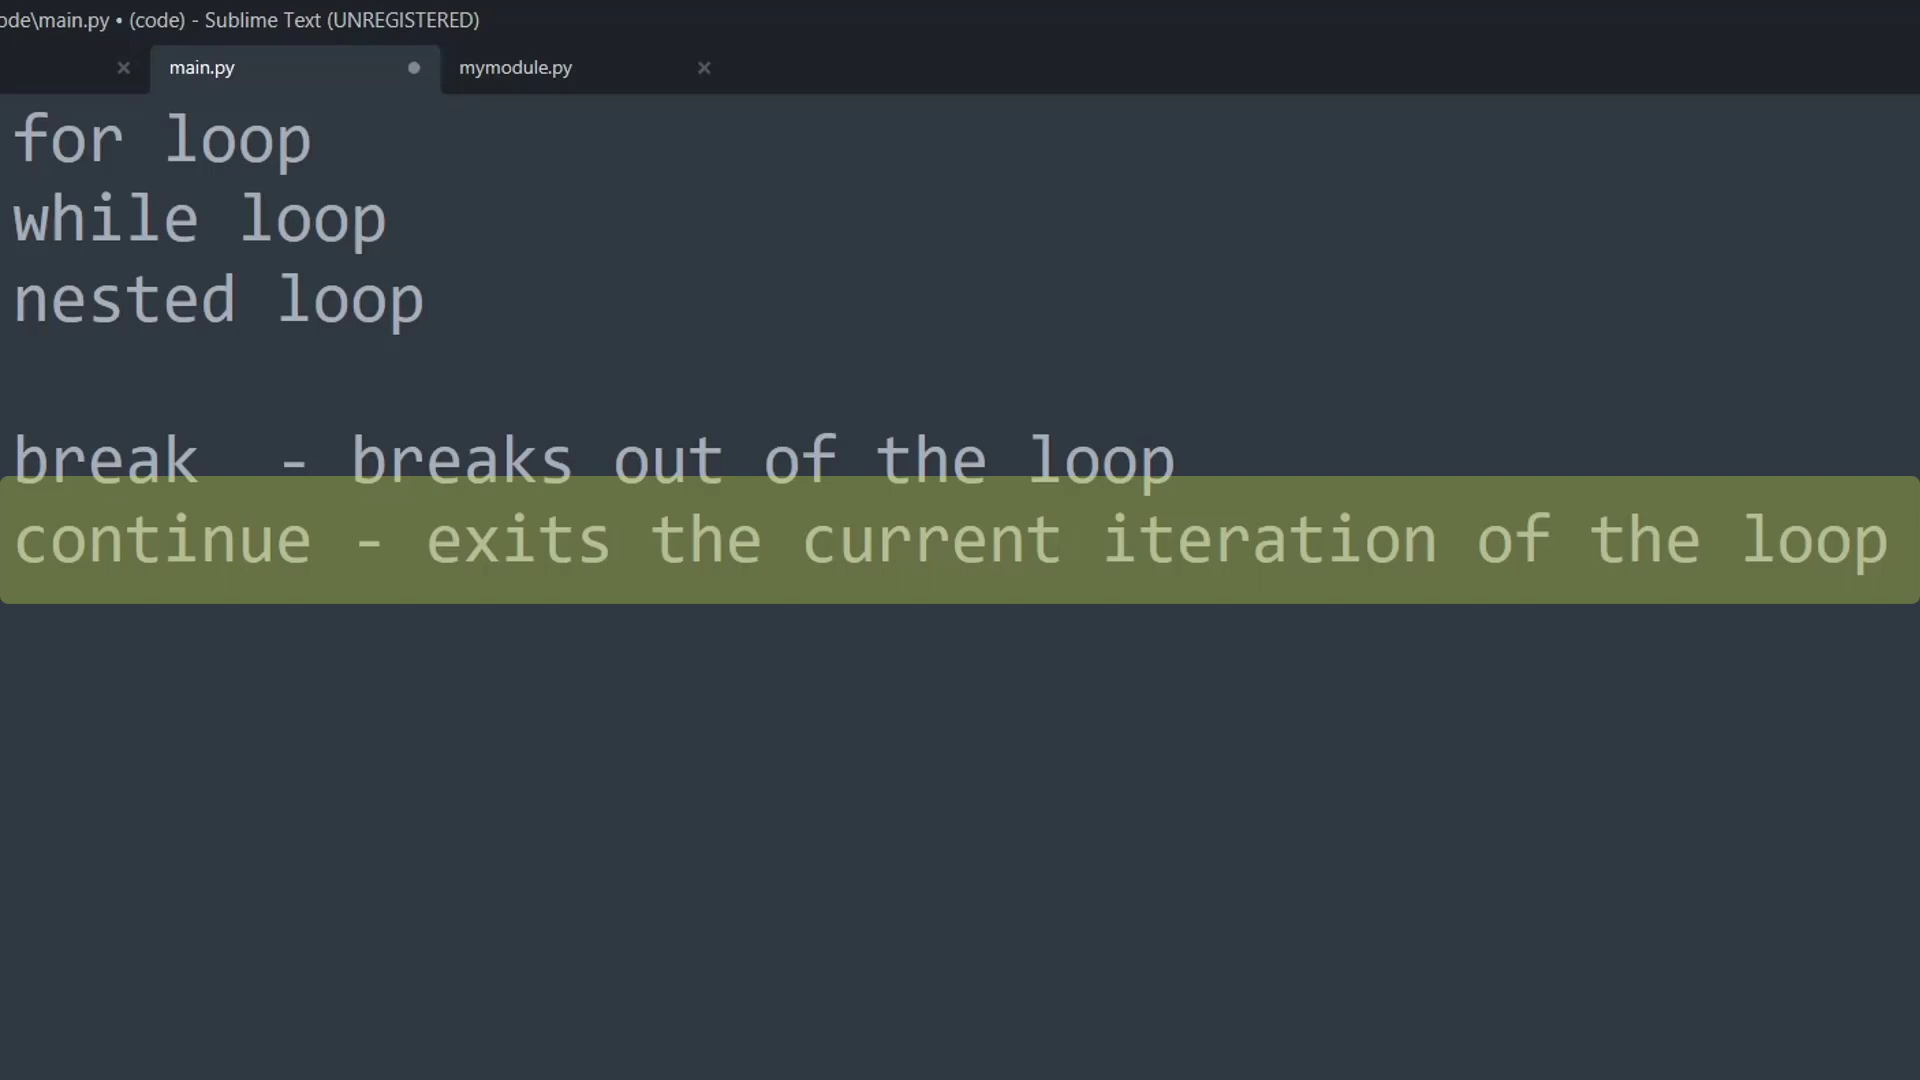 ode\main.py • (code) - Sublime Text (UNREGISTERED)
main.py mymodule.py
for loop
while loop
nested loop
break - breaks out of the loop
continue - exits the current iteration of the loop